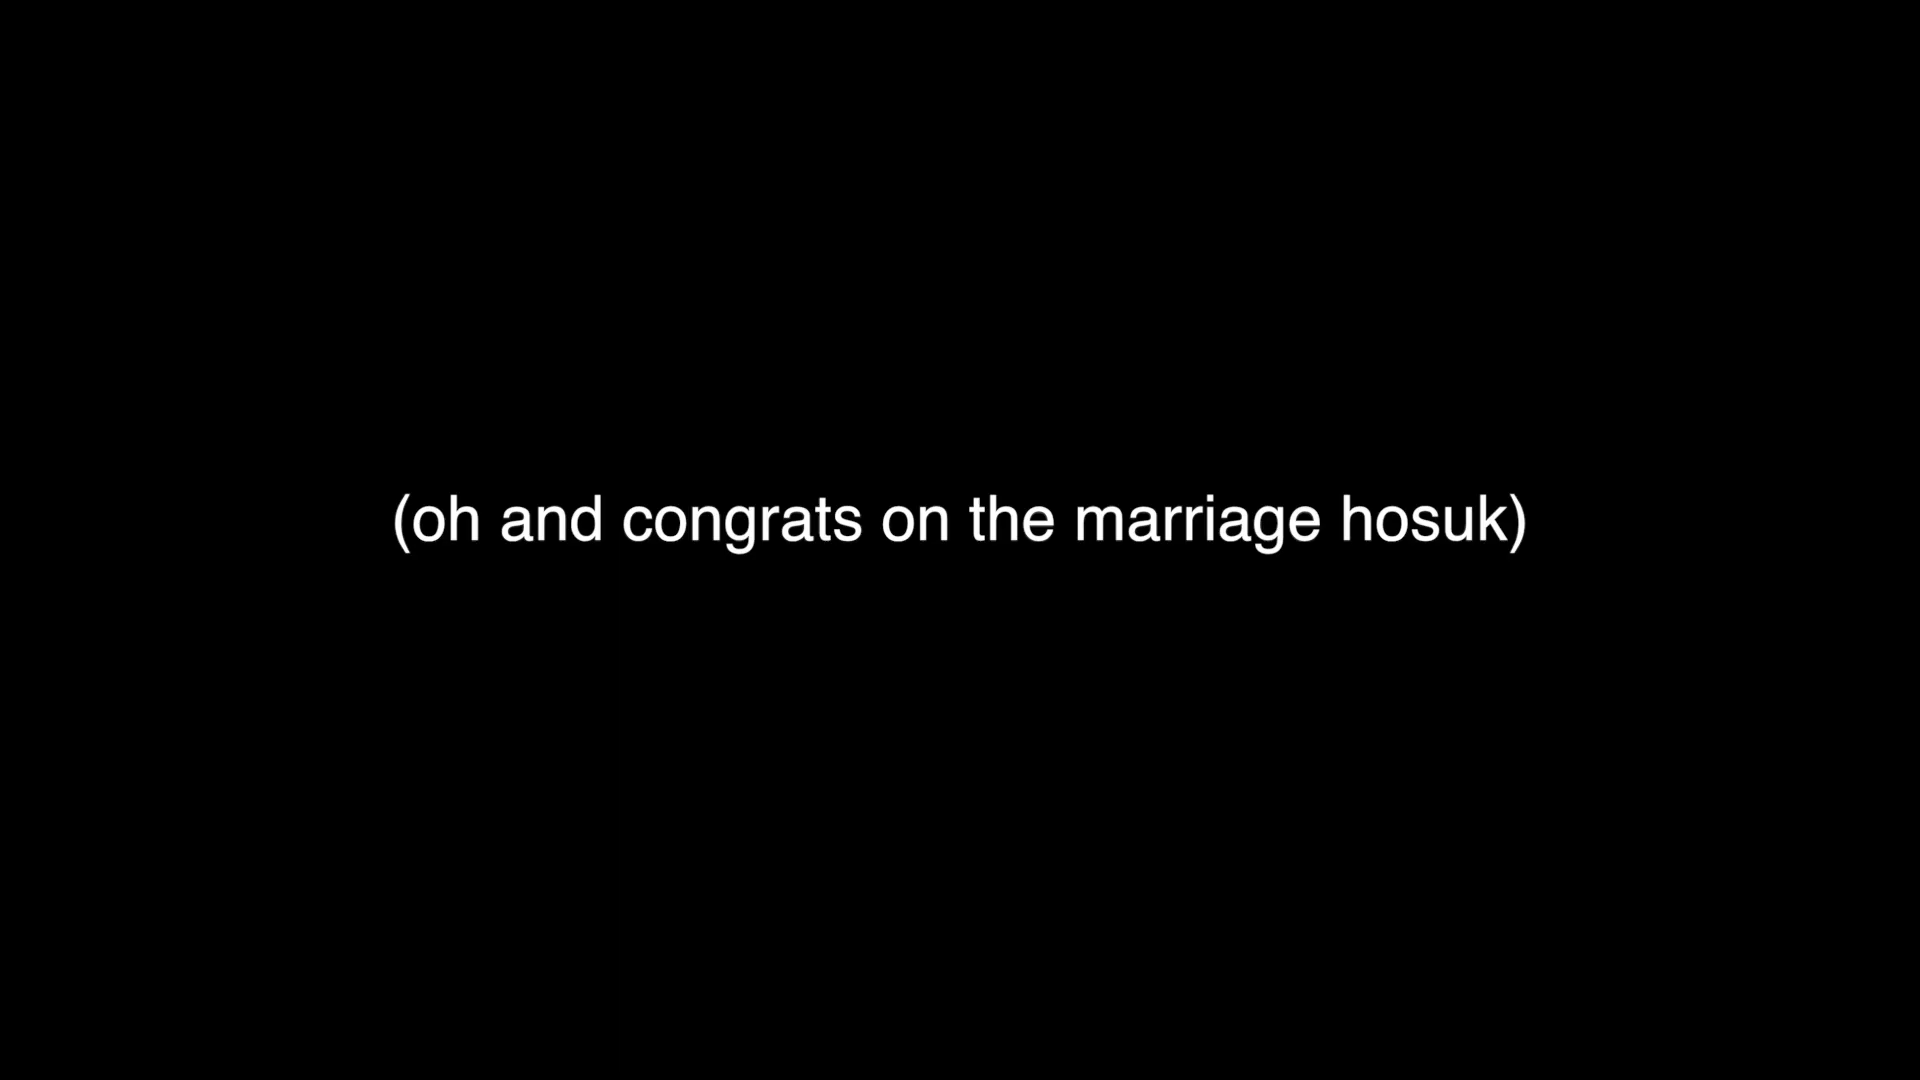 (oh and congrats on the marriage hosuk)